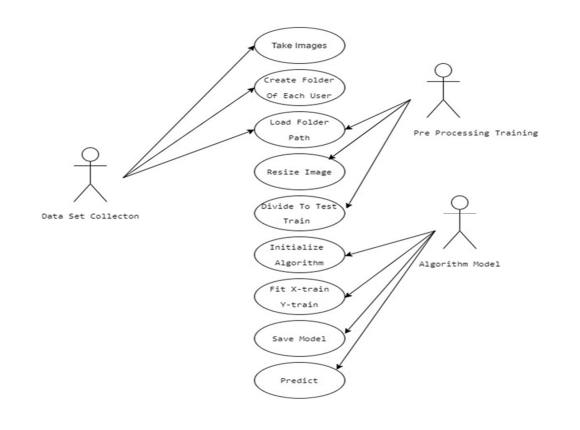 Take Images
Create Folder
Of Each User
Load Folder
Path
Pre Processing Training
Resize Image
Data Set Collecton
Divide To Test
Train
Initialize
Algorithm
Algorithm Model
Fit X-train
Y-train
Save Model
Predict